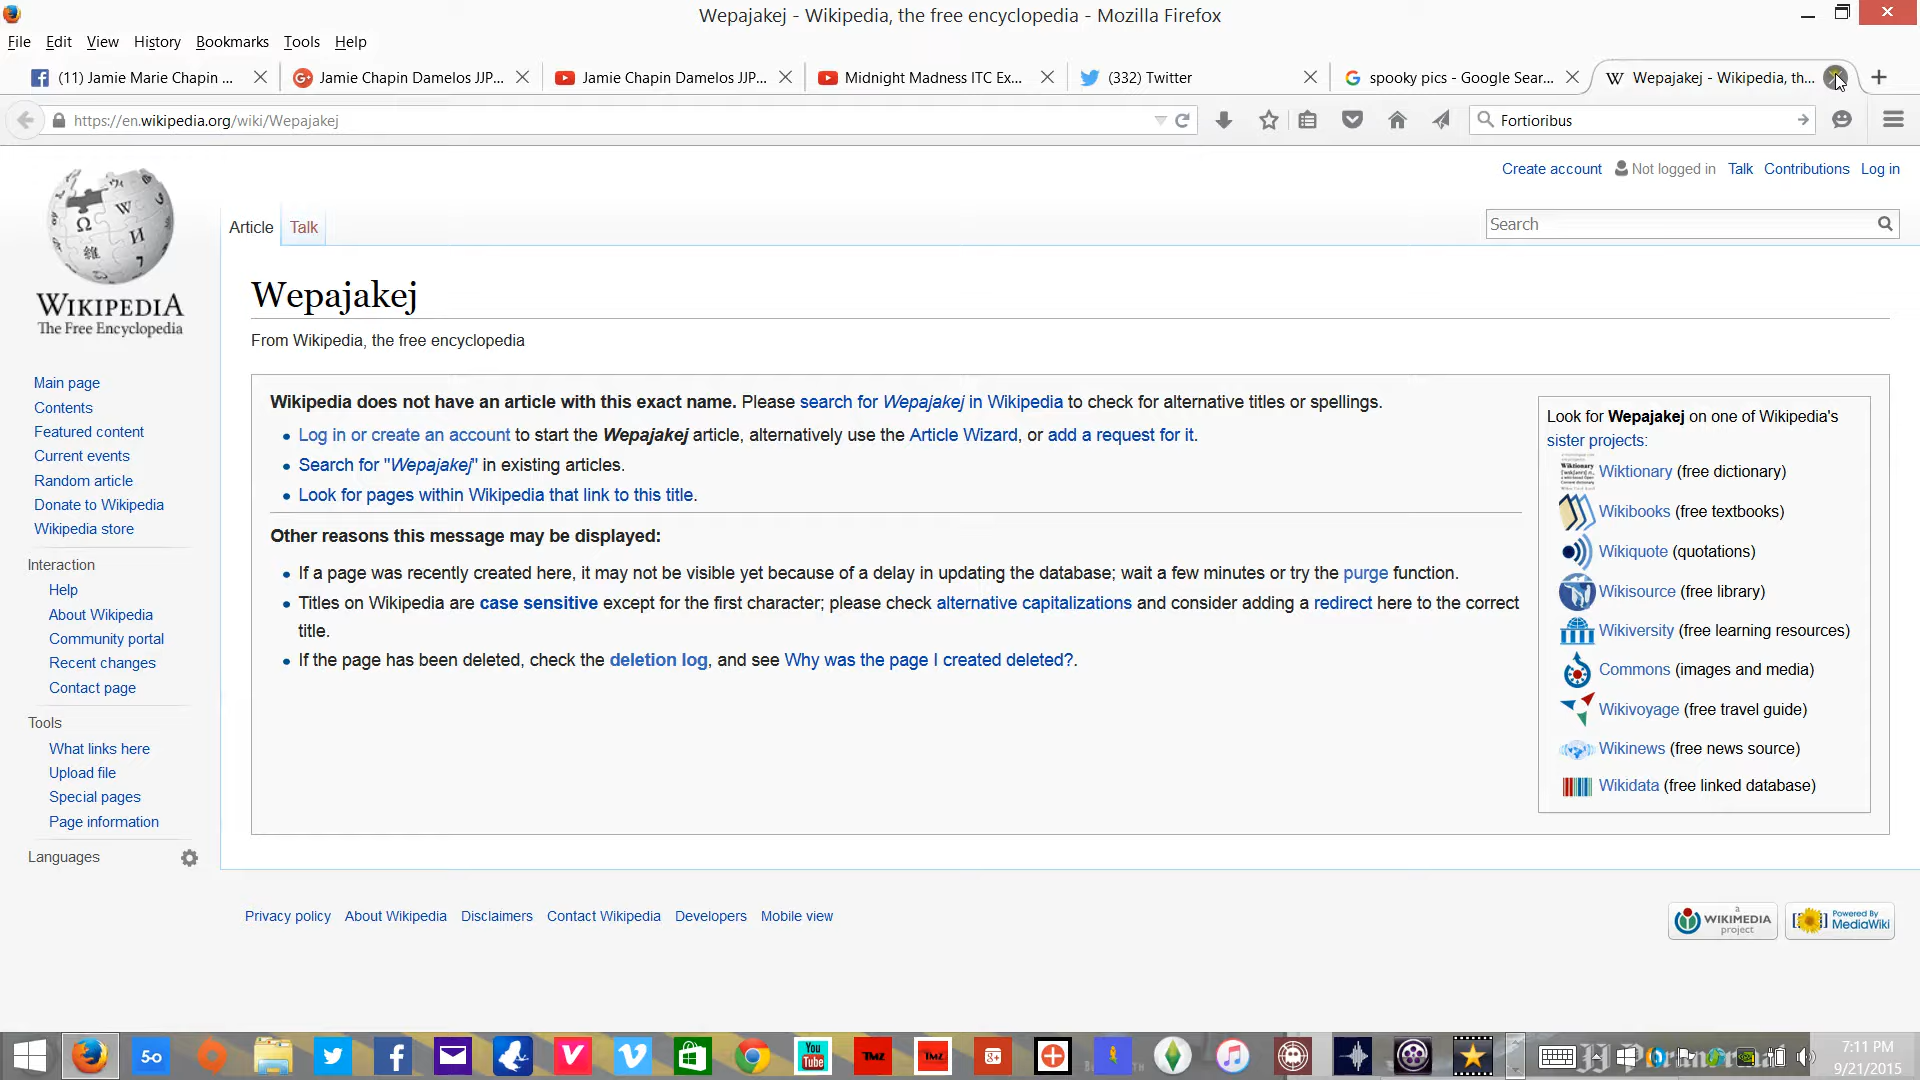 Wepajakej - Wikipedia, the free encyclopedia - Mozilla Firefox
File Edit View History Bookmarks Tools Help
(11) Jamie Marie Chapin ... Jamie Chapin Damelos JJP... Jamie Chapin Damelos JJP... Midnight Madness ITC Ex... (332) Twitter spooky pics - Google Sear... Wepajakej - Wikipedia, th...
https://en.wikipedia.org/wiki/Wepajakej Fortioribus
Create account Not logged in Talk Contributions Log in
Article Talk Search
WIKIPEDIA
The Free Encyclopedia
Main page
Contents
Featured content
Current events
Random article
Donate to Wikipedia
Wikipedia store
Interaction
Help
About Wikipedia
Community portal
Recent changes
Contact page
Tools
What links here
Upload file
Special pages
Page information
Languages
Wepajakej
From Wikipedia, the free encyclopedia
Wikipedia does not have an article with this exact name. Please search for Wepajakej in Wikipedia to check for alternative titles or spellings.
Log in or create an account to start the Wepajakej article, alternatively use the Article Wizard, or add a request for it.
Search for "Wepajakej" in existing articles.
Look for pages within Wikipedia that link to this title.
Other reasons this message may be displayed:
If a page was recently created here, it may not be visible yet because of a delay in updating the database; wait a few minutes or try the purge function.
Titles on Wikipedia are case sensitive except for the first character; please check alternative capitalizations and consider adding a redirect here to the correct
title.
If the page has been deleted, check the deletion log, and see Why was the page I created deleted?.
Look for Wepajakej on one of Wikipedia's
sister projects:
Wiktionary (free dictionary)
Wikibooks (free textbooks)
Wikiquote (quotations)
Wikisource (free library)
Wikiversity (free learning resources)
Commons (images and media)
Wikivoyage (free travel guide)
Wikinews (free news source)
Wikidata (free linked database)
Privacy policy About Wikipedia Disclaimers Contact Wikipedia Developers Mobile view
a
WIKIMEDIA
project
Powered By
MediaWiki
5-0
You
Tube
TMZ
TMZ
7:11 PM
9/21/2015